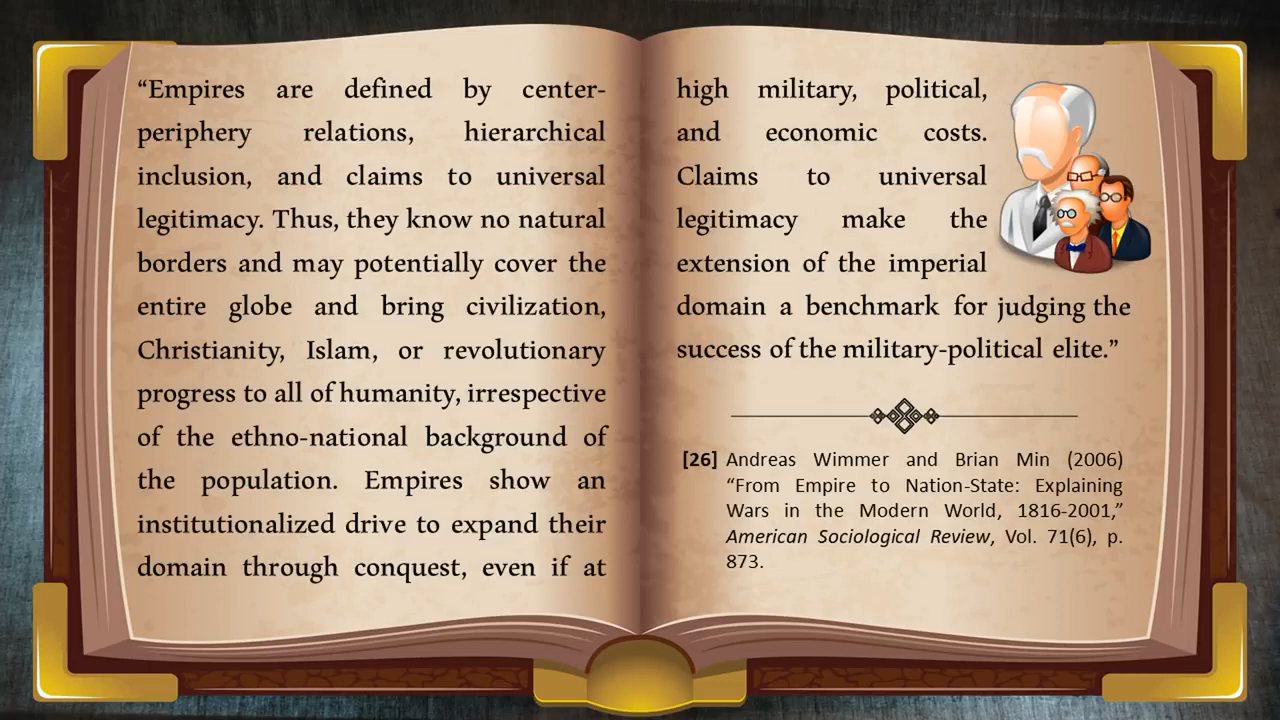 “Empires are defined by center-
periphery relations, hierarchical
inclusion, and claims to universal
legitimacy. Thus, they know no natural
borders and may potentially cover the
entire globe and bring civilization,
Christianity, Islam, or revolutionary
progress to all of humanity, irrespective
of the ethno-national background of
the population. Empires show an
institutionalized drive to expand their
domain through conquest, even if at
high military, political,
and economic costs.
Claims to universal
legitimacy make the
extension of the imperial
domain a benchmark for judging the
success of the military-political elite.”
[26] Andreas Wimmer and Brian Min (2006)
“From Empire to Nation-State: Explaining
Wars in the Modern World, 1816-2001,”
American Sociological Review, Vol. 71(6), p.
873.